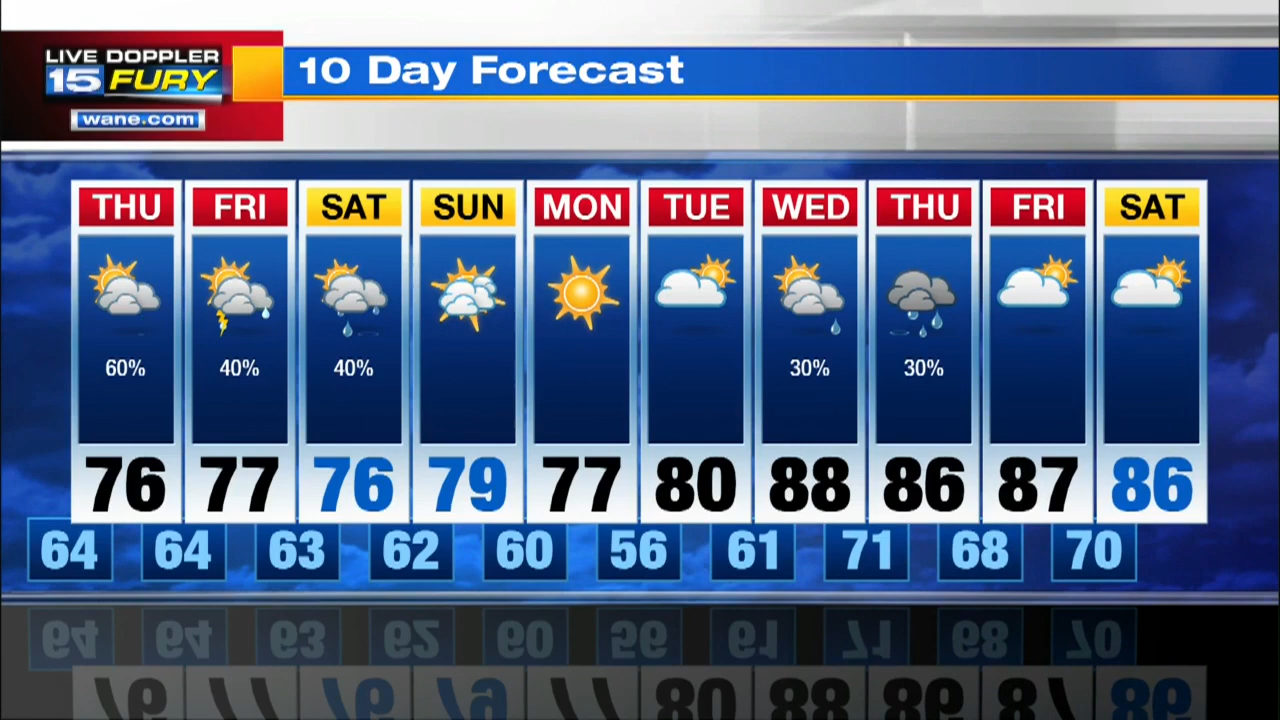 LIVE DOPPLER
15 FURY
wane.com
10 Day Forecast
THU FRI SAT SUN MON TUE WED THU FRI SAT
60% 40% 40% 30% 30%
76 77 76 79 77 80 88 86 87 86
64 64 63 62 60 56 61 71 68 70